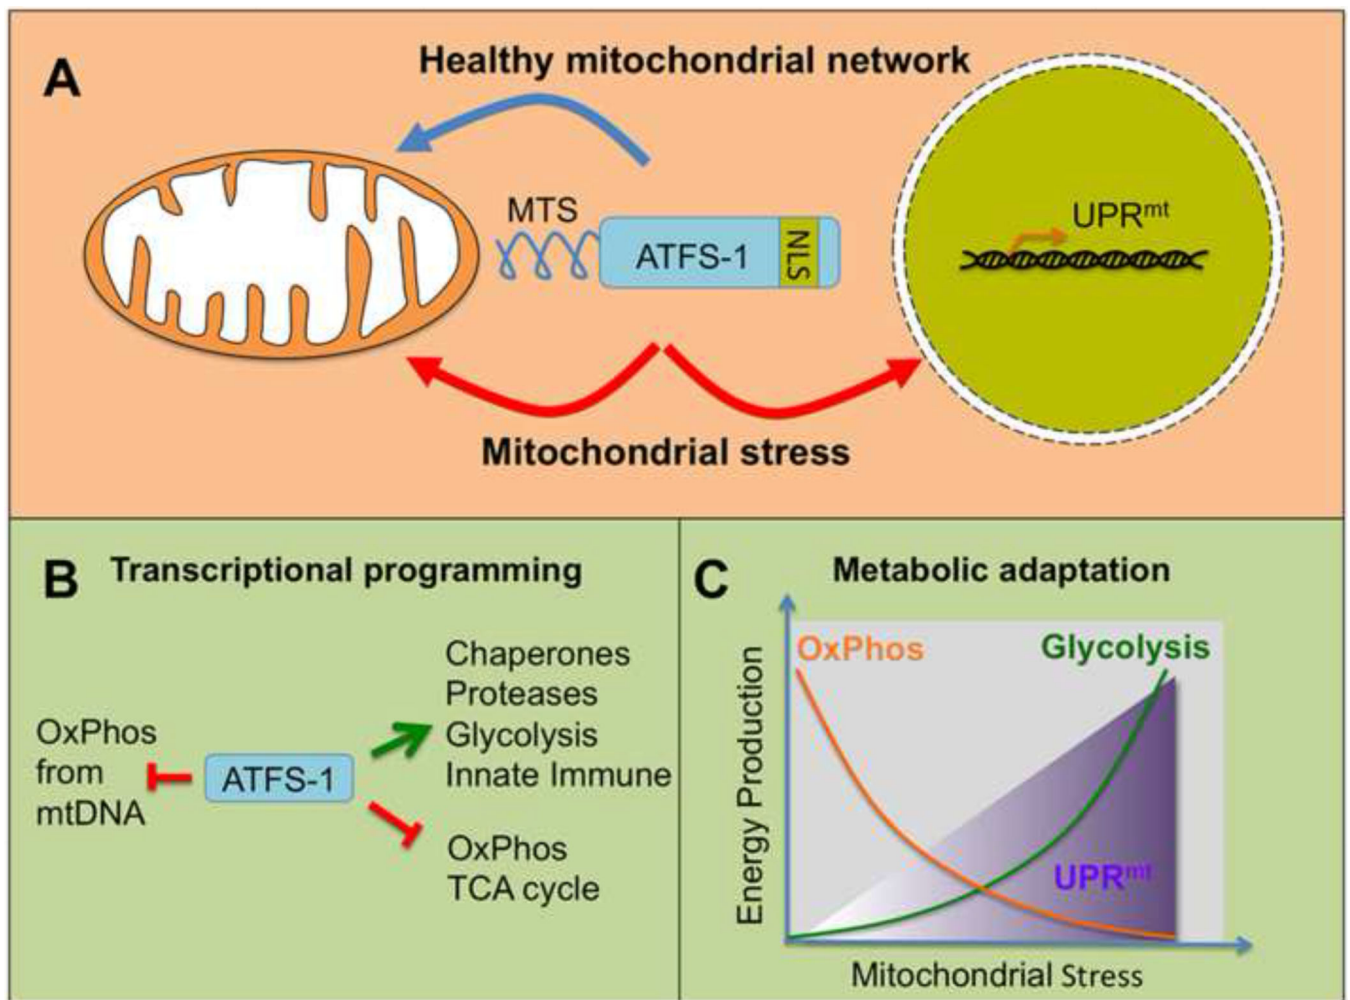 A
Healthy mitochondrial network
MTS
ATFS-1
NLS
UPRmt
Mitochondrial stress
B
Transcriptional programming
OxPhos
from
mtDNA
ATFS-1
Chaperones
Proteases
Glycolysis
Innate Immune
OxPhos
TCA cycle
C
Metabolic adaptation
Energy Production
OxPhos
Glycolysis
UPRmt
Mitochondrial Stress